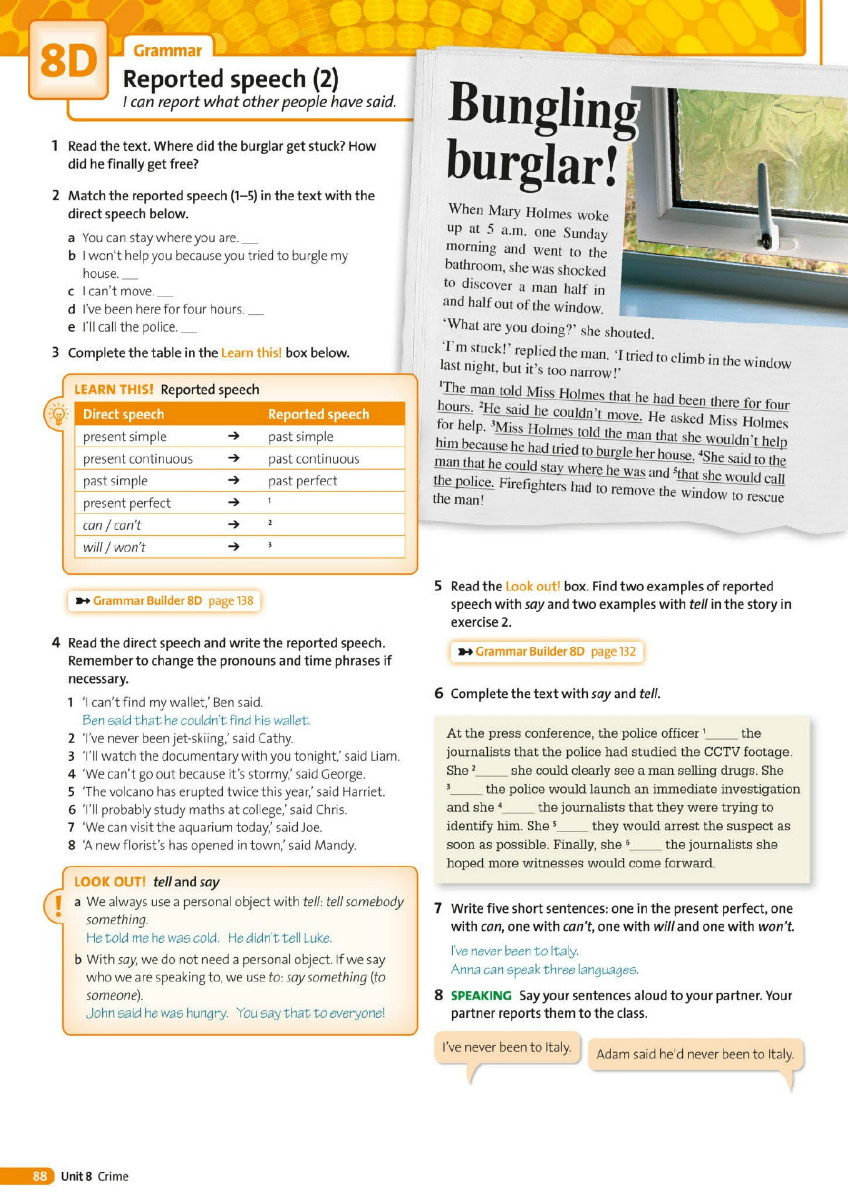 8D
Grammar
Reported speech (2)
I can report what other people have said.
1 Read the text. Where did the burglar get stuck? How
did he finally get free?
2 Match the reported speech (1–5) in the text with the
direct speech below.
a You can stay where you are. __
b I won't help you because you tried to burgle my
house. __
c I can't move. __
d I've been here for four hours. __
e I'll call the police. __
3 Complete the table in the Learn this! box below.
LEARN THIS! Reported speech
Direct speech Reported speech
present simple → past simple
present continuous → past continuous
past simple → past perfect
present perfect → 1
can / can't → 2
will / won't → 3
Grammar Builder 8D page 138
4 Read the direct speech and write the reported speech.
Remember to change the pronouns and time phrases if
necessary.
1 'I can't find my wallet,' Ben said.
Ben said that he couldn't find his wallet.
2 'I've never been jet-skiing,' said Cathy.
3 'I'll watch the documentary with you tonight,' said Liam.
4 'We can't go out because it's stormy,' said George.
5 'The volcano has erupted twice this year,' said Harriet.
6 'I'll probably study maths at college,' said Chris.
7 'We can visit the aquarium today,' said Joe.
8 'A new florist's has opened in town,' said Mandy.
LOOK OUT! tell and say
! a We always use a personal object with tell: tell somebody
something.
He told me he was cold. He didn't tell Luke.
b With say, we do not need a personal object. If we say
who we are speaking to, we use to: say something (to
someone).
John said he was hungry. You say that to everyone!
Bungling
burglar!
When Mary Holmes woke
up at 5 a.m. one Sunday
morning and went to the
bathroom, she was shocked
to discover a man half in
and half out of the window.
'What are you doing?' she shouted.
'I'm stuck!' replied the man. 'I tried to climb in the window
last night, but it's too narrow!'
1The man told Miss Holmes that he had been there for four
hours. 2He said he couldn't move. He asked Miss Holmes
for help. 3Miss Holmes told the man that she wouldn't help
him because he had tried to burgle her house. 4She said to the
man that he could stay where he was and 5that she would call
the police. Firefighters had to remove the window to rescue
the man!
5 Read the Look out! box. Find two examples of reported
speech with say and two examples with tell in the story in
exercise 2.
Grammar Builder 8D page 132
6 Complete the text with say and tell.
At the press conference, the police officer 1____ the
journalists that the police had studied the CCTV footage.
She 2____ she could clearly see a man selling drugs. She
3____ the police would launch an immediate investigation
and she 4____ the journalists that they were trying to
identify him. She 5____ they would arrest the suspect as
soon as possible. Finally, she 6____ the journalists she
hoped more witnesses would come forward.
7 Write five short sentences: one in the present perfect, one
with can, one with can't, one with will and one with won't.
I've never been to Italy.
Anna can speak three languages.
8 SPEAKING Say your sentences aloud to your partner. Your
partner reports them to the class.
I've never been to Italy.
Adam said he'd never been to Italy.
88 Unit 8 Crime